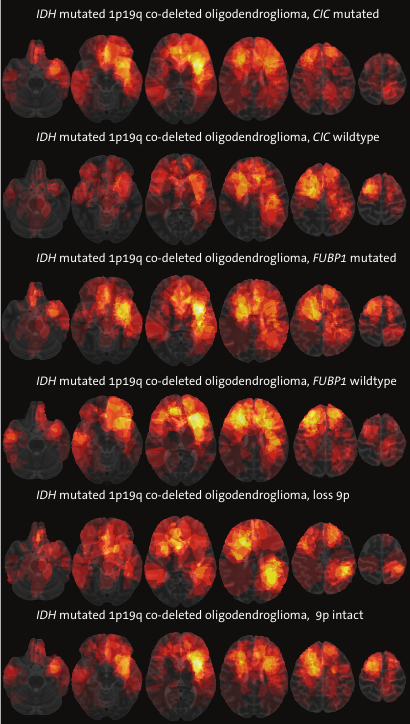 IDH mutated 1p19q co-deleted oligodendroglioma, CIC mutated
IDH mutated 1p19q co-deleted oligodendroglioma, CIC wildtype
IDH mutated 1p19q co-deleted oligodendroglioma, FUBP1 mutated
IDH mutated 1p19q co-deleted oligodendroglioma, FUBP1 wildtype
IDH mutated 1p19q co-deleted oligodendroglioma, loss 9p
IDH mutated 1p19q co-deleted oligodendroglioma, 9p intact